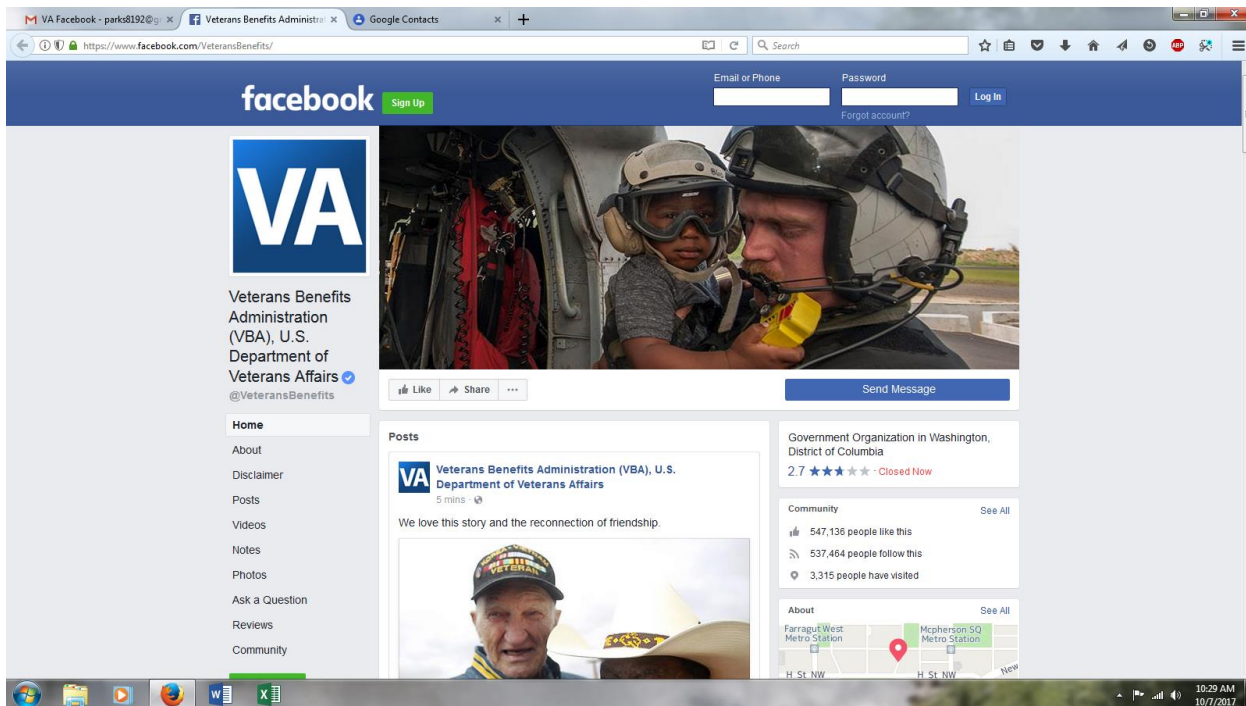 VA Facebook - parks8192@g
Veterans Benefits Administrat
Google Contacts
https://www.facebook.com/VeteransBenefits/
Search
ABP
facebook
Sign Up
Email or Phone
Password
Log In
Forgot account?
VA
Veterans Benefits
Administration
(VBA), U.S.
Department of
Veterans Affairs
@VeteransBenefits
Home
About
Disclaimer
Posts
Videos
Notes
Photos
Ask a Question
Reviews
Community
Like
Share
Send Message
Posts
VA
Veterans Benefits Administration (VBA), U.S.
Department of Veterans Affairs
5 mins ·
We love this story and the reconnection of friendship.
VETERAN
Government Organization in Washington,
District of Columbia
2.7 ★★★★★ · Closed Now
Community
See All
547,136 people like this
537,464 people follow this
3,315 people have visited
About
See All
Farragut West
Metro Station
Mcpherson SQ
Metro Station
H St NW
H St NW
New
10:29 AM
10/7/2017